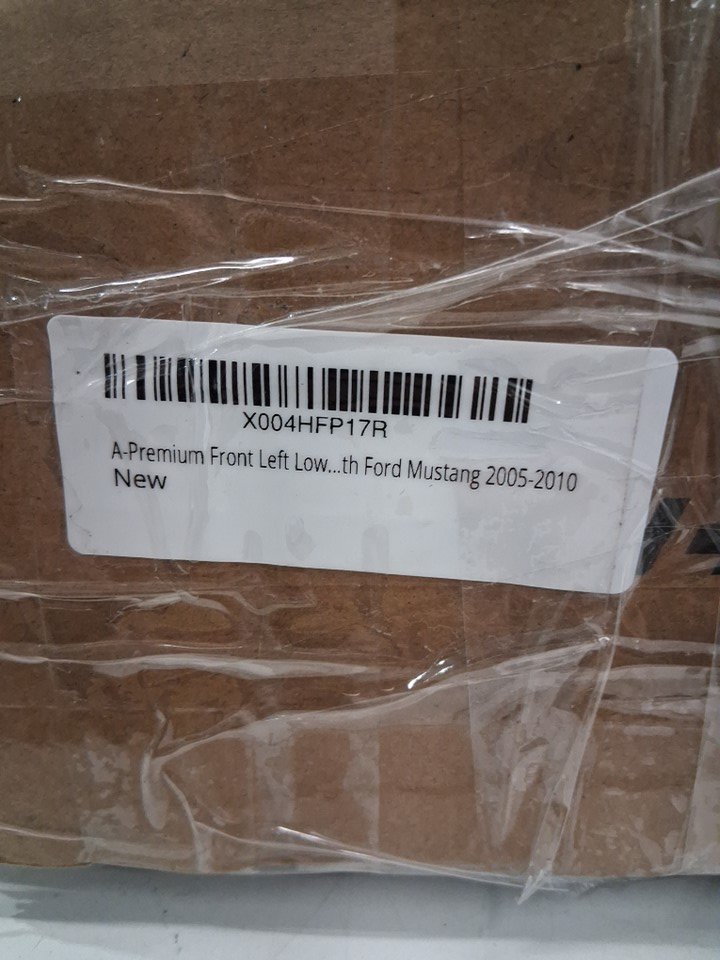 X004HFP17R
A-Premium Front Left Low...th Ford Mustang 2005-2010
New